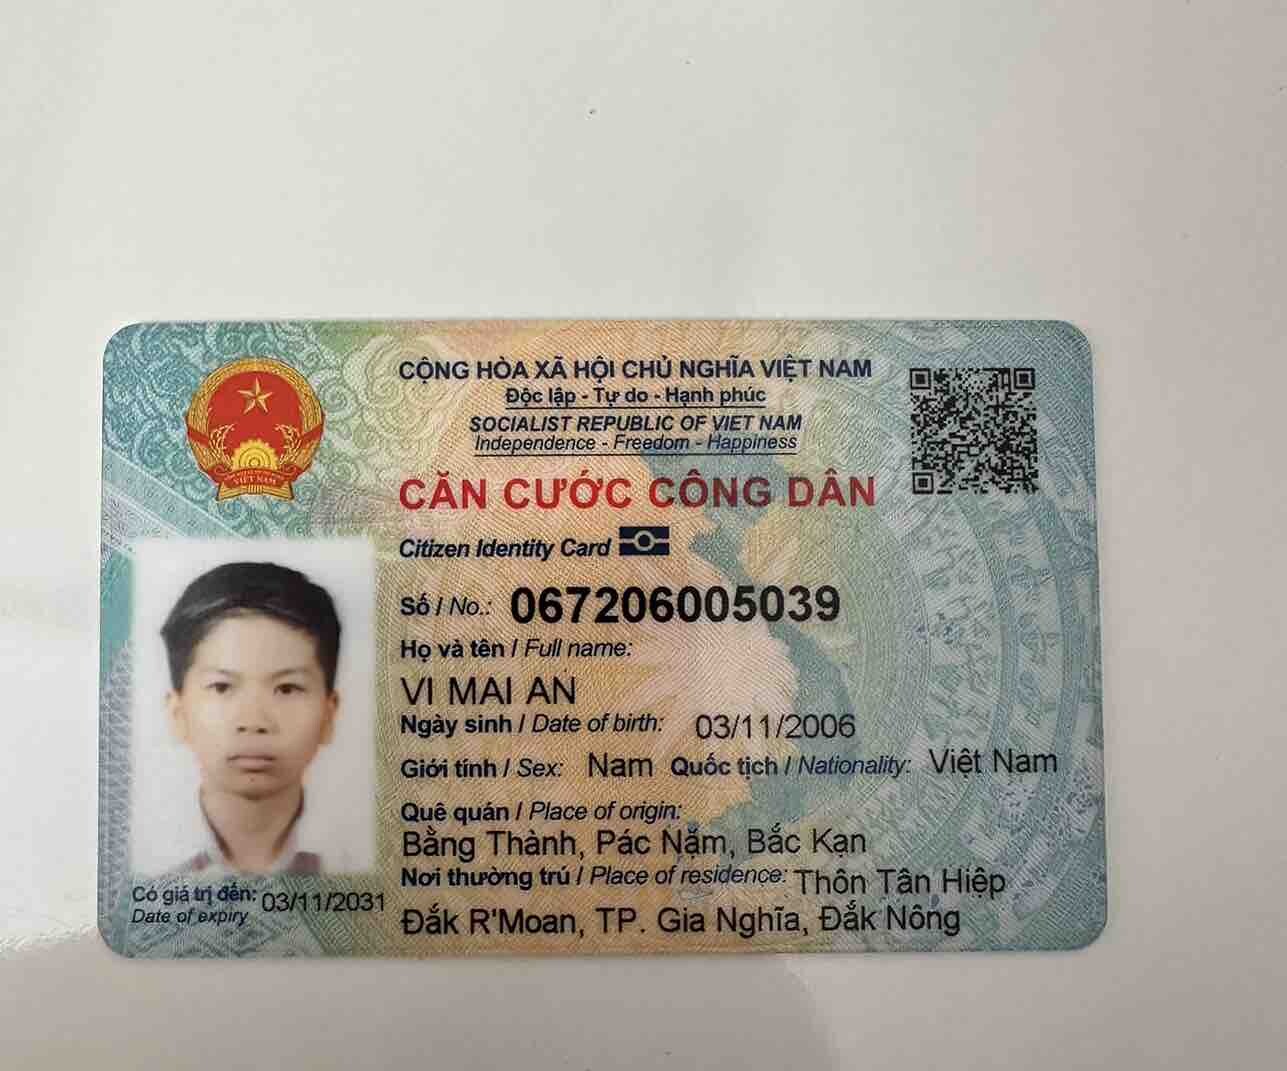 CỘNG HÒA XÃ HỘI CHỦ NGHĨA VIỆT NAM
Độc lập - Tự do - Hạnh phúc
SOCIALIST REPUBLIC OF VIET NAM
Independence - Freedom - Happiness
CĂN CƯỚC CÔNG DÂN
Citizen Identity Card
Số / No.: 067206005039
Họ và tên / Full name:
VI MAI AN
Ngày sinh / Date of birth: 03/11/2006
Giới tính / Sex: Nam Quốc tịch / Nationality: Việt Nam
Quê quán / Place of origin:
Bằng Thành, Pác Nặm, Bắc Kạn
Nơi thường trú / Place of residence: Thôn Tân Hiệp
Đắk R'Moan, TP. Gia Nghĩa, Đắk Nông
Có giá trị đến: 03/11/2031
Date of expiry
VIỆT NAM